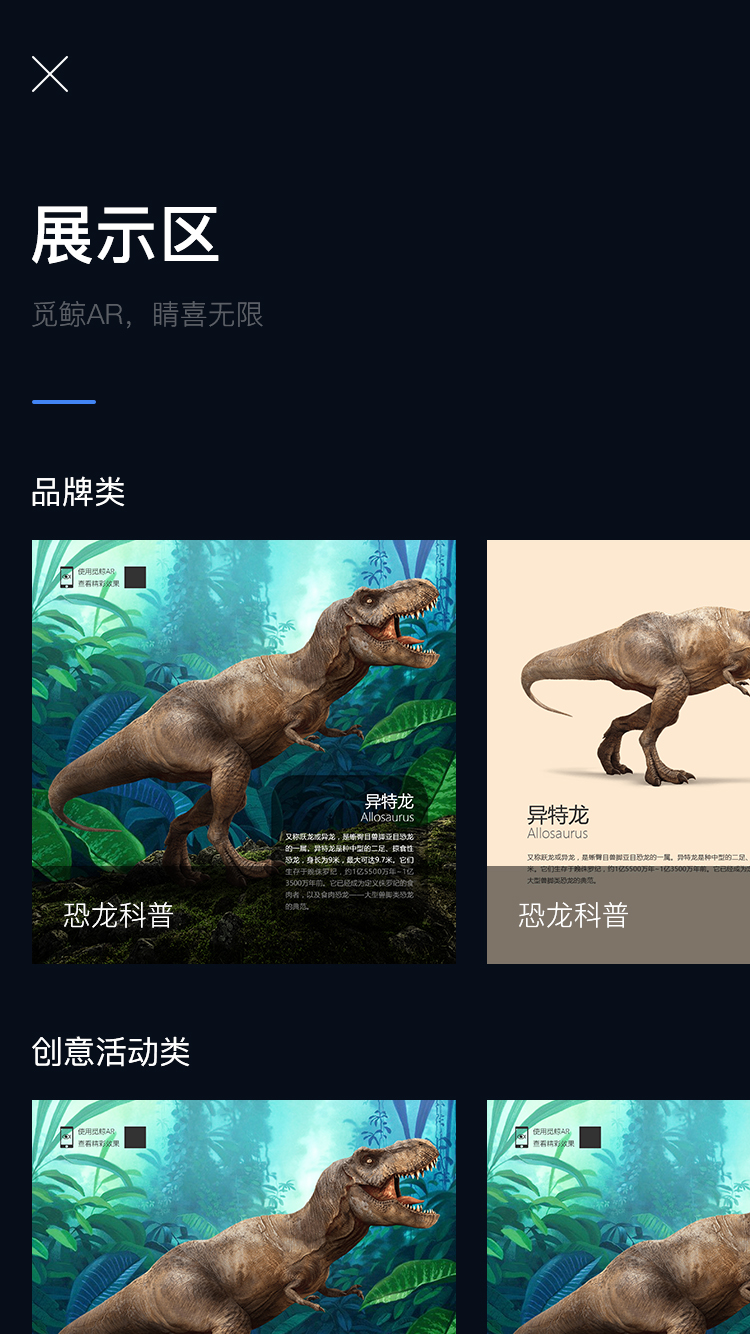 展示区
觅鲸AR，睛喜无限
品牌类
使用觅鲸AR
查看精彩效果
异特龙
Allosaurus
又称跃龙或异龙，是蜥臀目兽脚亚目恐龙
的一属。异特龙是种中型的二足、掠食性
恐龙，身长为9米，最大可达9.7米。它们
生存于晚侏罗纪，约1亿5500万年~1亿
3500万年前。它已经成为定义侏罗纪的食
肉者，以及食肉恐龙——大型兽脚类恐龙
的典范。
恐龙科普
异特龙
Allosaurus
又称跃龙或异龙，是蜥臀目兽脚亚目恐龙的一属。异特龙是种中型的二足、
米。它们生存于晚侏罗纪，约1亿5500万年~1亿3500万年前。它已经成为
大型兽脚类恐龙的典范。
恐龙科普
创意活动类
使用觅鲸AR
查看精彩效果
使用觅鲸AR
查看精彩效果